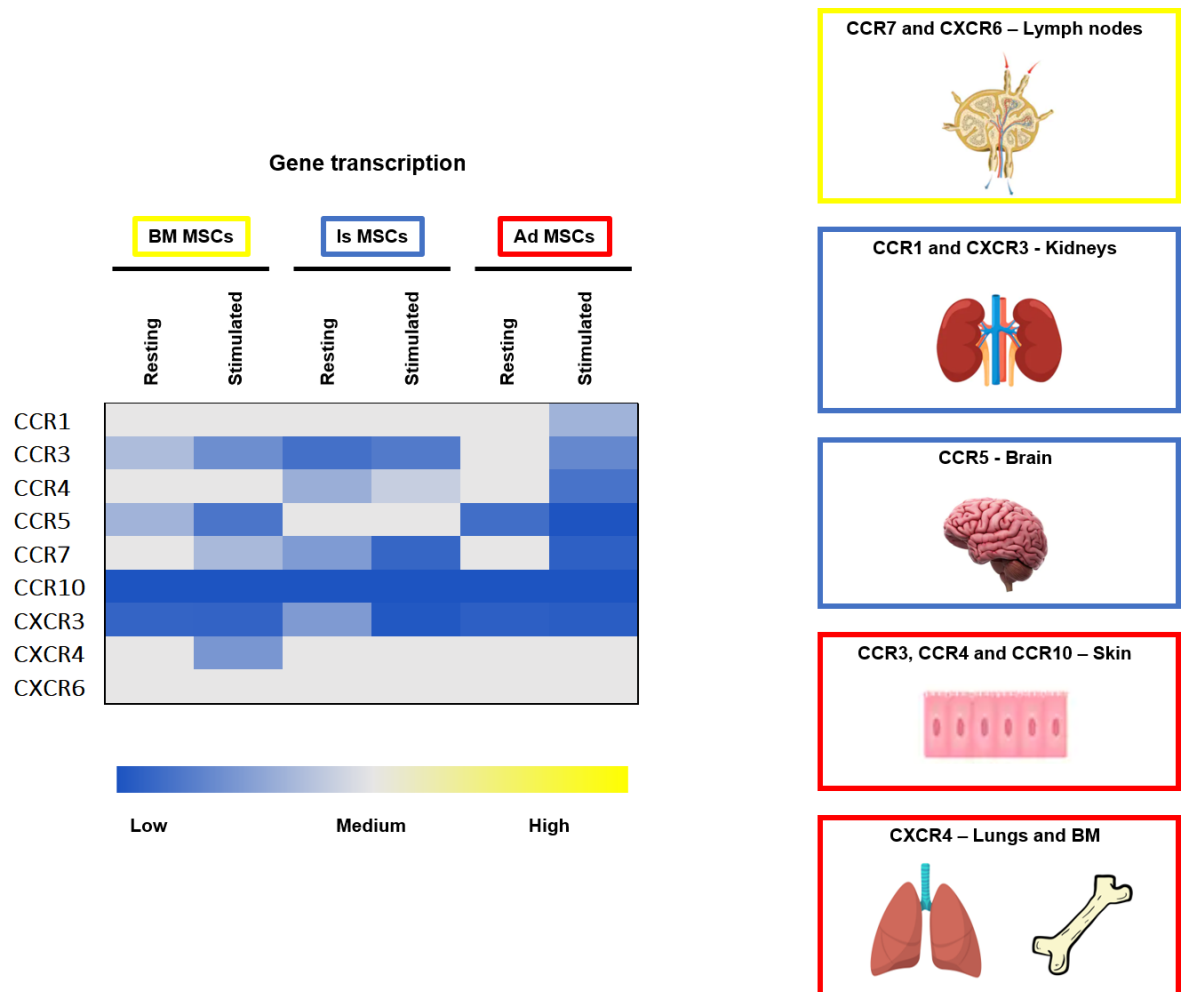 CCR7 and CXCR6 – Lymph nodes
Gene transcription
BM MSCs
Is MSCs
Ad MSCs
Resting
Stimulated
Resting
Stimulated
Resting
Stimulated
CCR1
CCR3
CCR4
CCR5
CCR7
CCR10
CXCR3
CXCR4
CXCR6
Low
Medium
High
CCR1 and CXCR3 - Kidneys
CCR5 - Brain
CCR3, CCR4 and CCR10 – Skin
CXCR4 – Lungs and BM